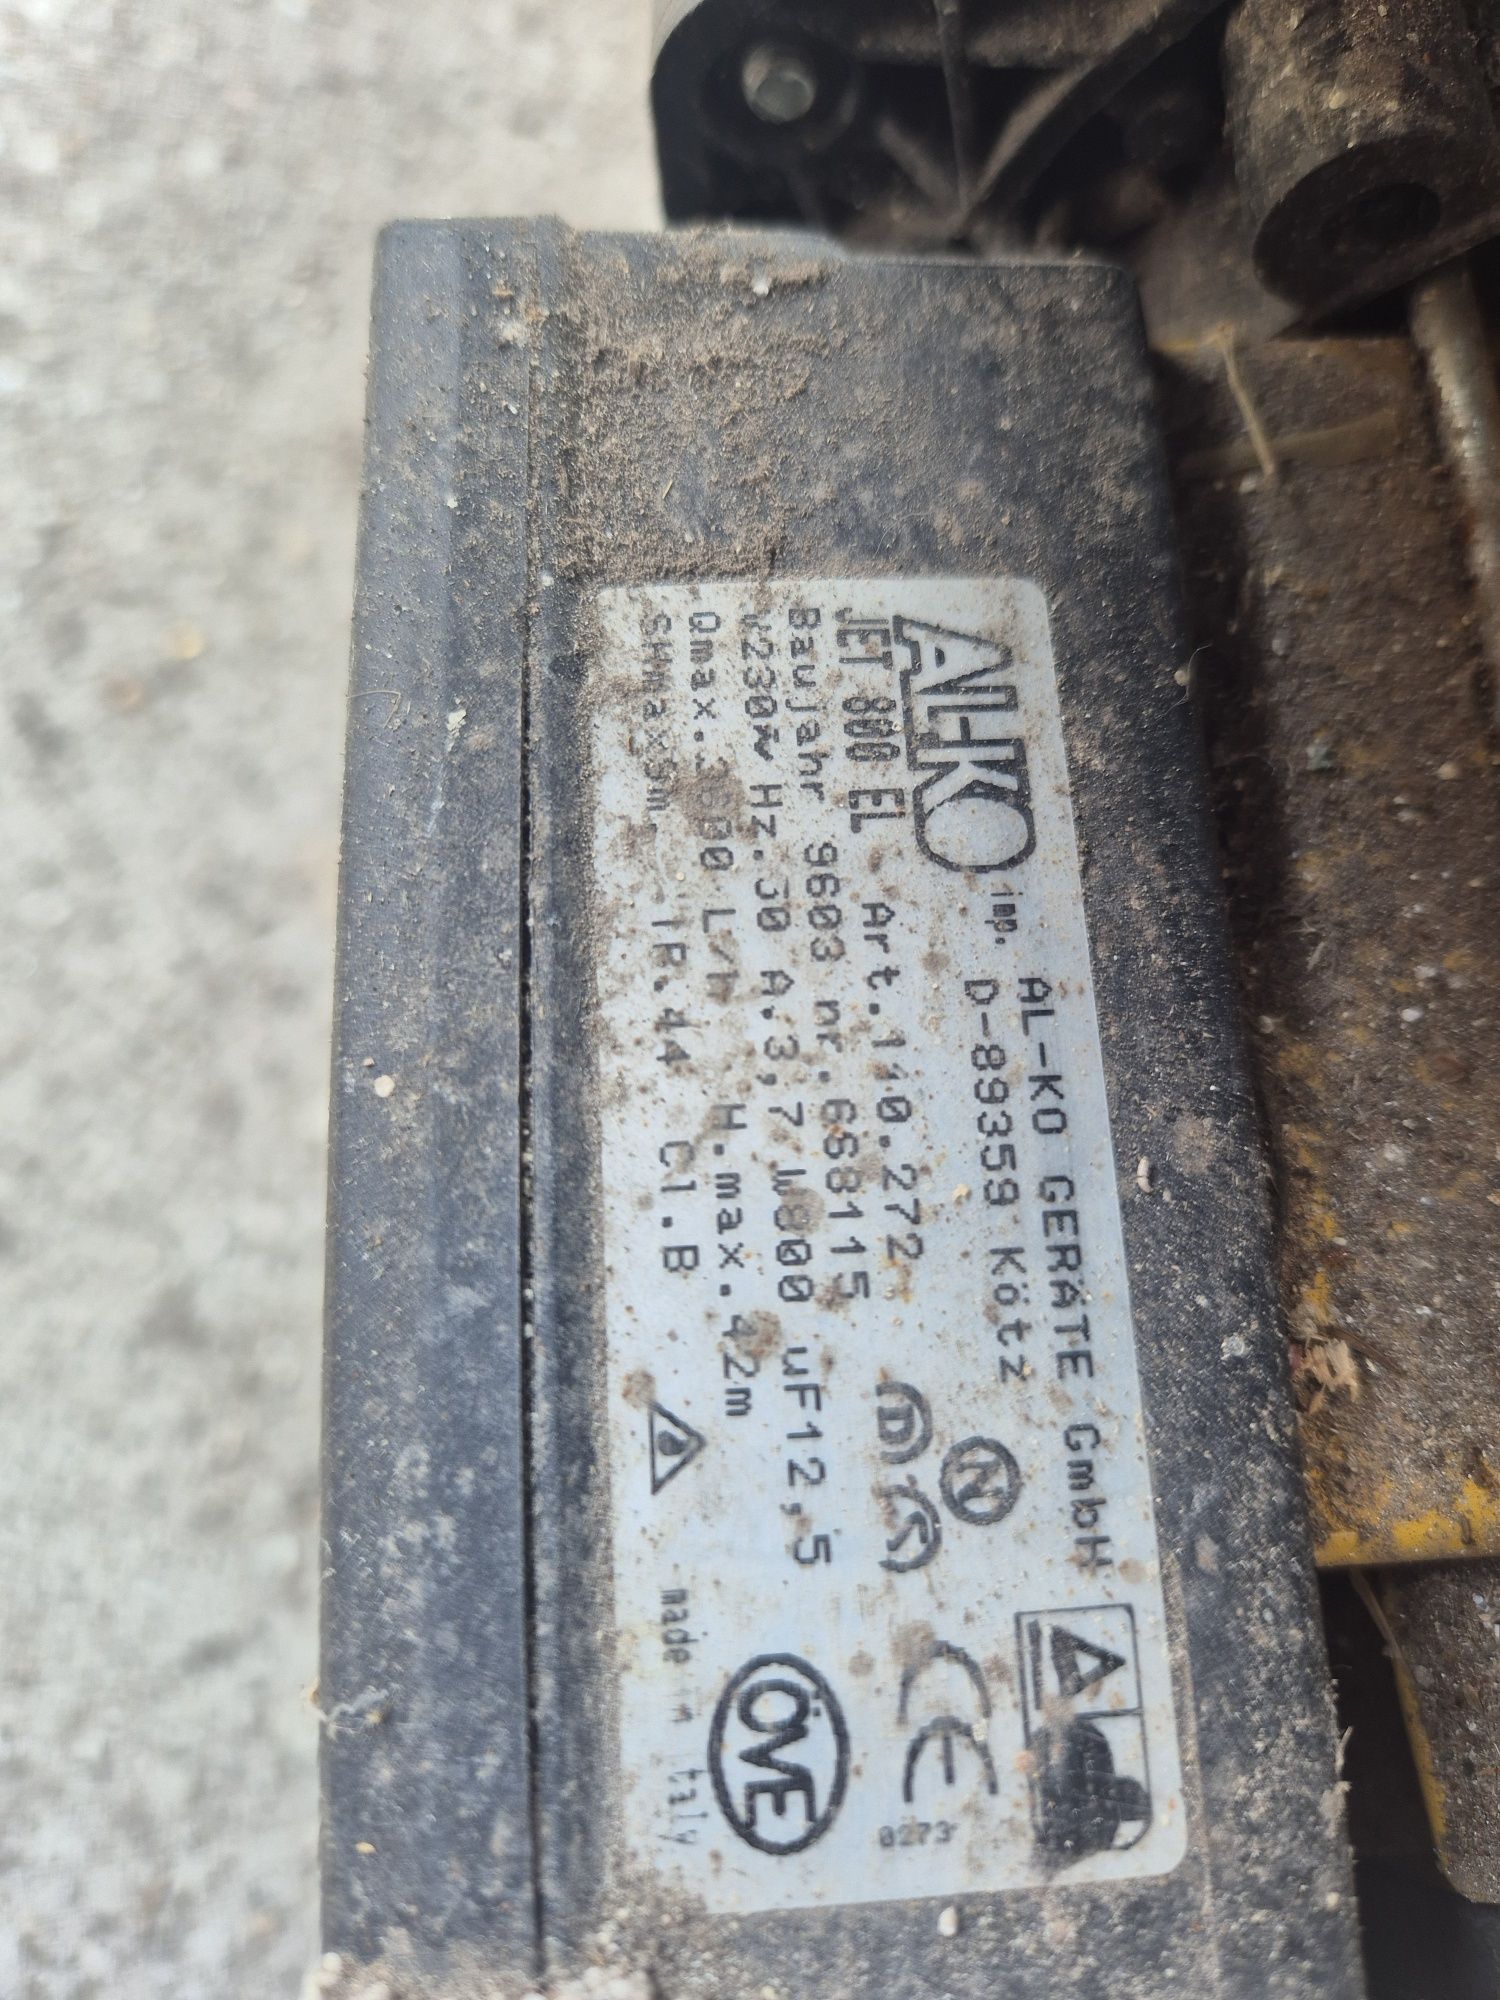 AL-KO imp. AL-KO GERÄTE GmbH
D-89359 Kötz
JET 800 EL Art.110.272
Baujahr 9603 nr.668115
V230~ Hz.50 A.3,7 W800 uF12,5
Qmax. L/h H.max.42m
SHmax9m. IP.44 Cl.B
N
D
S
CE
0273
ÖVE
made in Italy